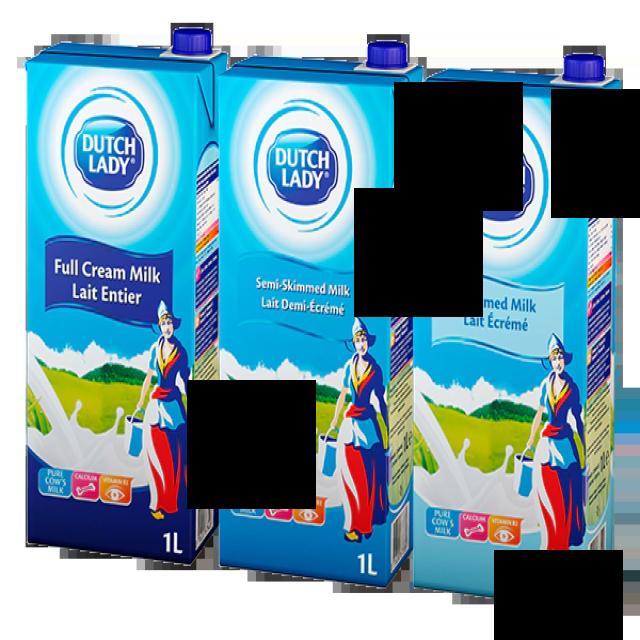 DUTCH
LADY®
Full Cream Milk
Lait Entier
PURE
COW'S
MILK
CALCIUM
VITAMIN B2
1L
DUTCH
LADY®
Semi-Skimmed Milk
Lait Demi-Écrémé
MILK
1L
Milk
Lait Écrémé
PURE
COW'S
MILK
CALCIUM
VITAMIN B2